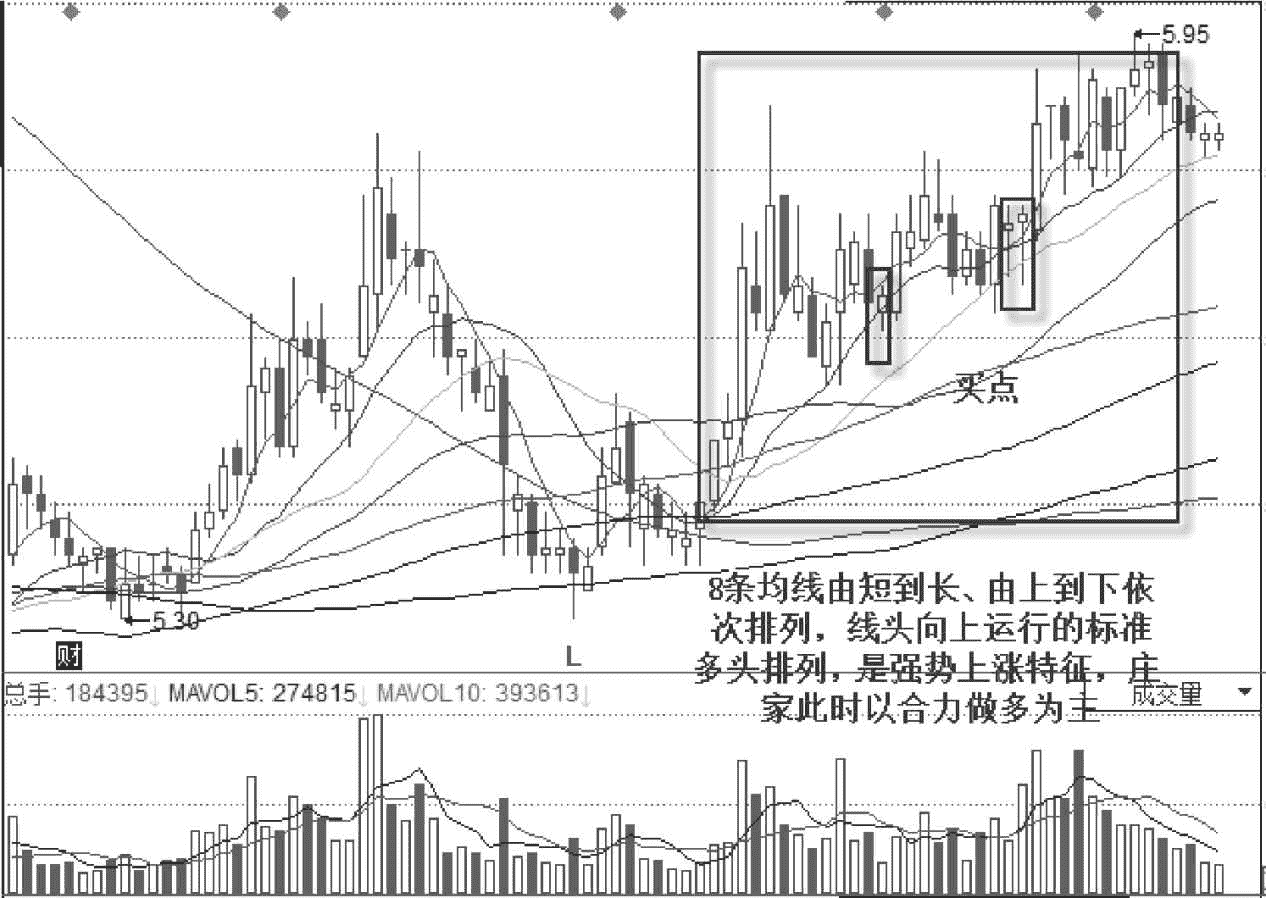 5.95
买点
5.30
8条均线由短到长、由上到下依
次排列，线头向上运行的标准
多头排列，是强势上涨特征，庄
家此时以合力做多为主
财
L
总手: 184395↓ MAVOL5: 274815↓ MAVOL10: 393613↓
成交量